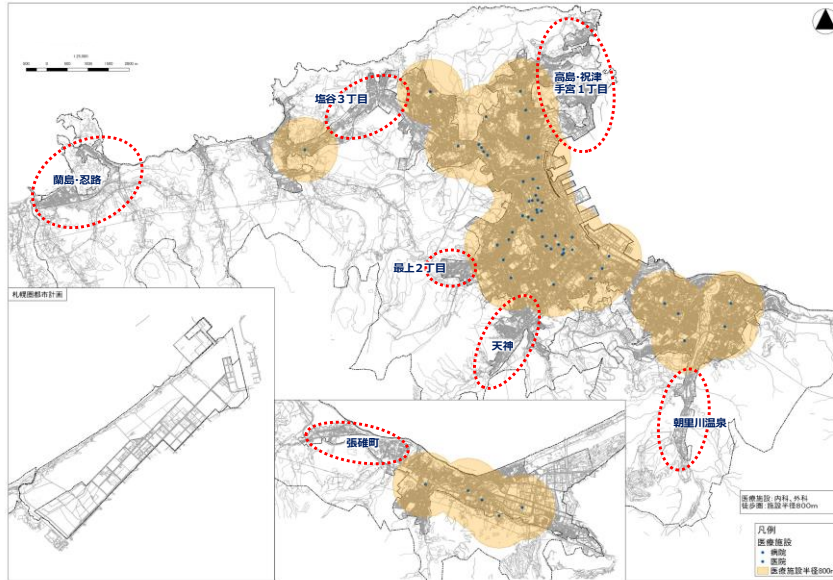 高島・祝津
手宮1丁目
塩谷3丁目
蘭島・忍路
最上2丁目
札幌圏都市計画
天神
張碓町
朝里川温泉
医療施設:内科、外科
徒歩圏:施設半径800m
凡例
医療施設
病院
医院
医療施設半径800m